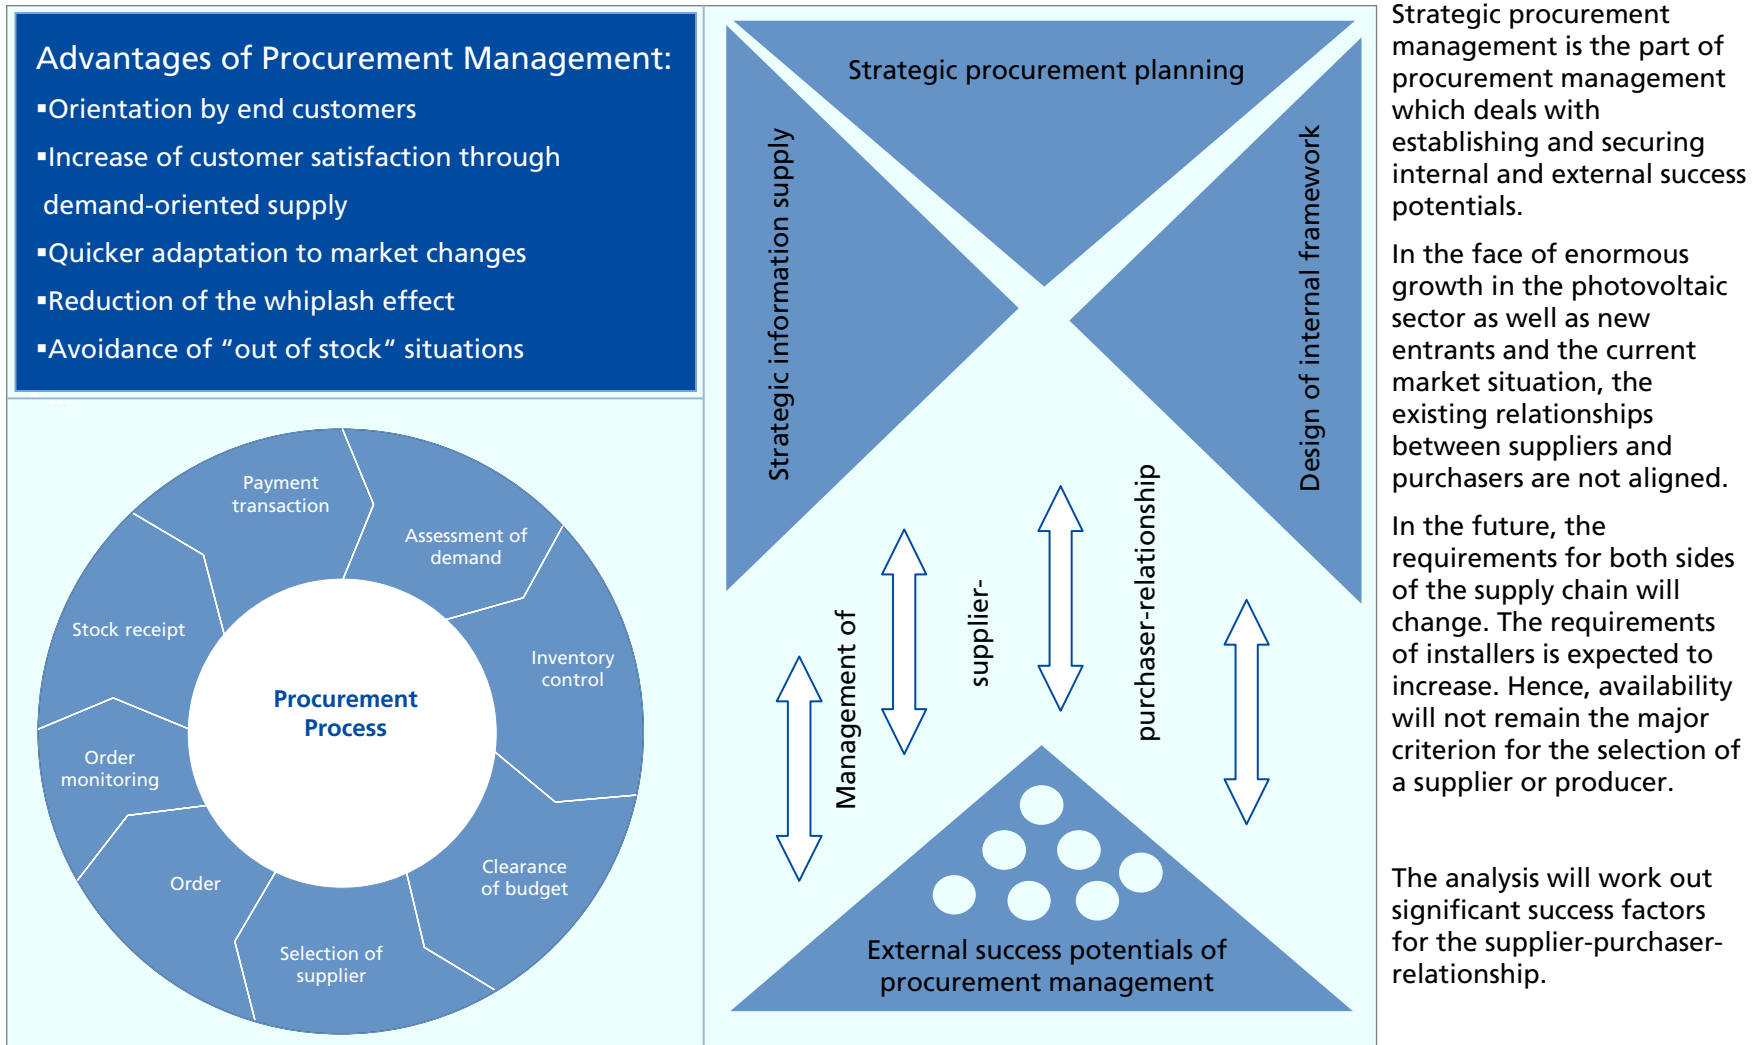 Advantages of Procurement Management:
▪Orientation by end customers
▪Increase of customer satisfaction through
demand-oriented supply
▪Quicker adaptation to market changes
▪Reduction of the whiplash effect
▪Avoidance of “out of stock“ situations
Payment
transaction
Assessment of
demand
Inventory
control
Clearance
of budget
Selection of
supplier
Order
Order
monitoring
Stock receipt
Procurement
Process
Strategic procurement planning
Strategic information supply
Design of internal framework
Management of
supplier-
purchaser-relationship
External success potentials of
procurement management
Strategic procurement
management is the part of
procurement management
which deals with
establishing and securing
internal and external success
potentials.
In the face of enormous
growth in the photovoltaic
sector as well as new
entrants and the current
market situation, the
existing relationships
between suppliers and
purchasers are not aligned.
In the future, the
requirements for both sides
of the supply chain will
change. The requirements
of installers is expected to
increase. Hence, availability
will not remain the major
criterion for the selection of
a supplier or producer.
The analysis will work out
significant success factors
for the supplier-purchaser-
relationship.